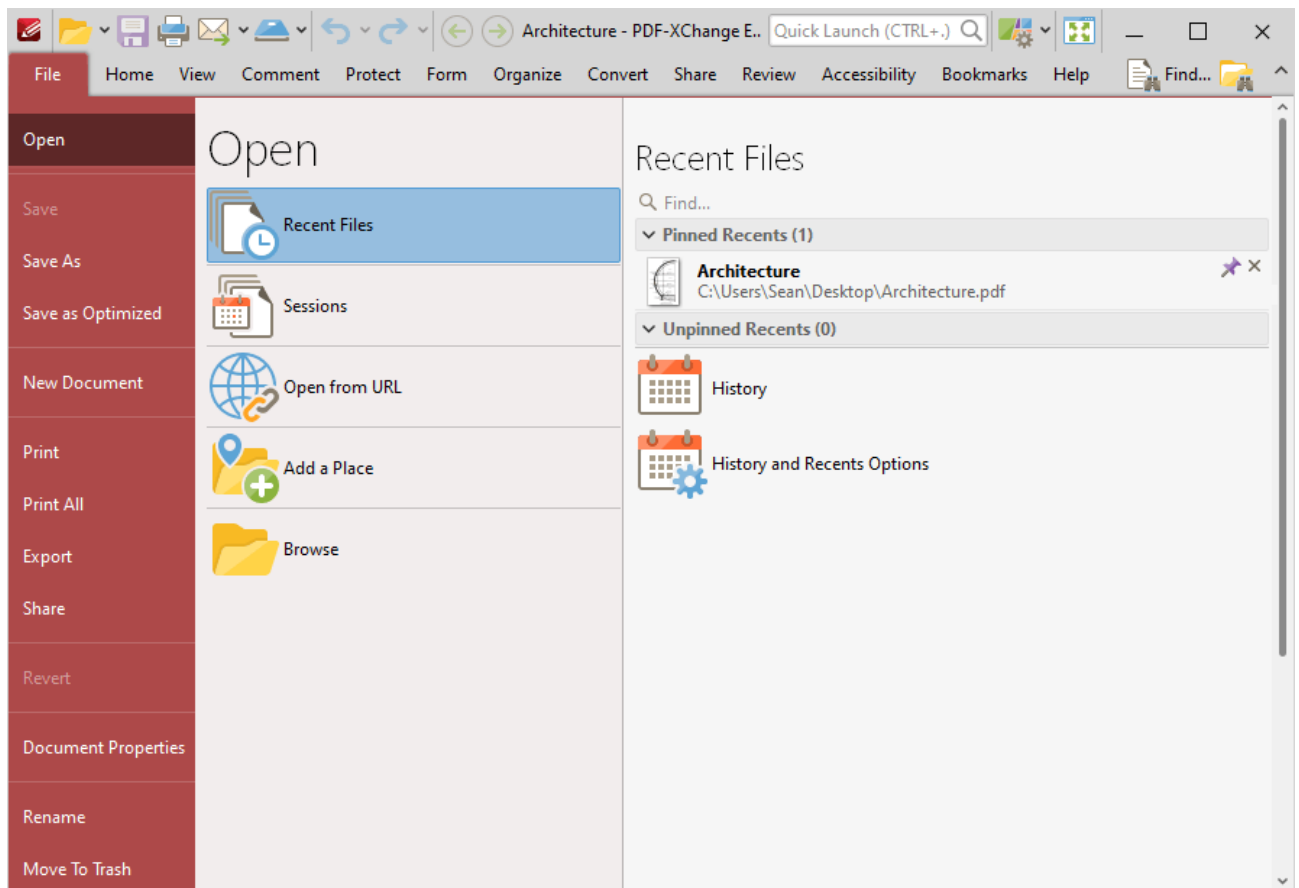 Architecture - PDF-XChange E..
Quick Launch (CTRL+.)
File Home View Comment Protect Form Organize Convert Share Review Accessibility Bookmarks Help Find...
Open
Save
Save As
Save as Optimized
New Document
Print
Print All
Export
Share
Revert
Document Properties
Rename
Move To Trash
Open
Recent Files
Sessions
Open from URL
Add a Place
Browse
Recent Files
Find...
Pinned Recents (1)
Architecture
C:\Users\Sean\Desktop\Architecture.pdf
Unpinned Recents (0)
History
History and Recents Options